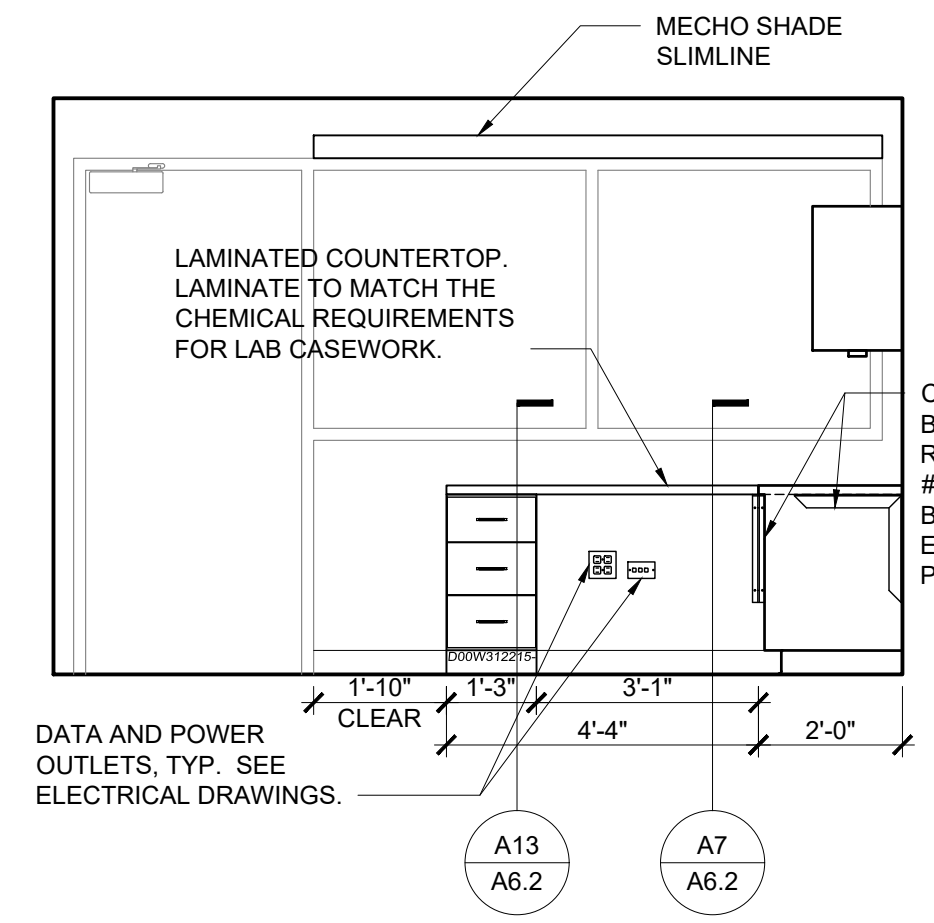 MECHO SHADE
SLIMLINE
LAMINATED COUNTERTOP.
LAMINATE TO MATCH THE
CHEMICAL REQUIREMENTS
FOR LAB CASEWORK.
#
D00W312215-
1'-10"
1'-3"
3'-1"
CLEAR
4'-4"
2'-0"
DATA AND POWER
OUTLETS, TYP. SEE
ELECTRICAL DRAWINGS.
A13
A6.2
A7
A6.2